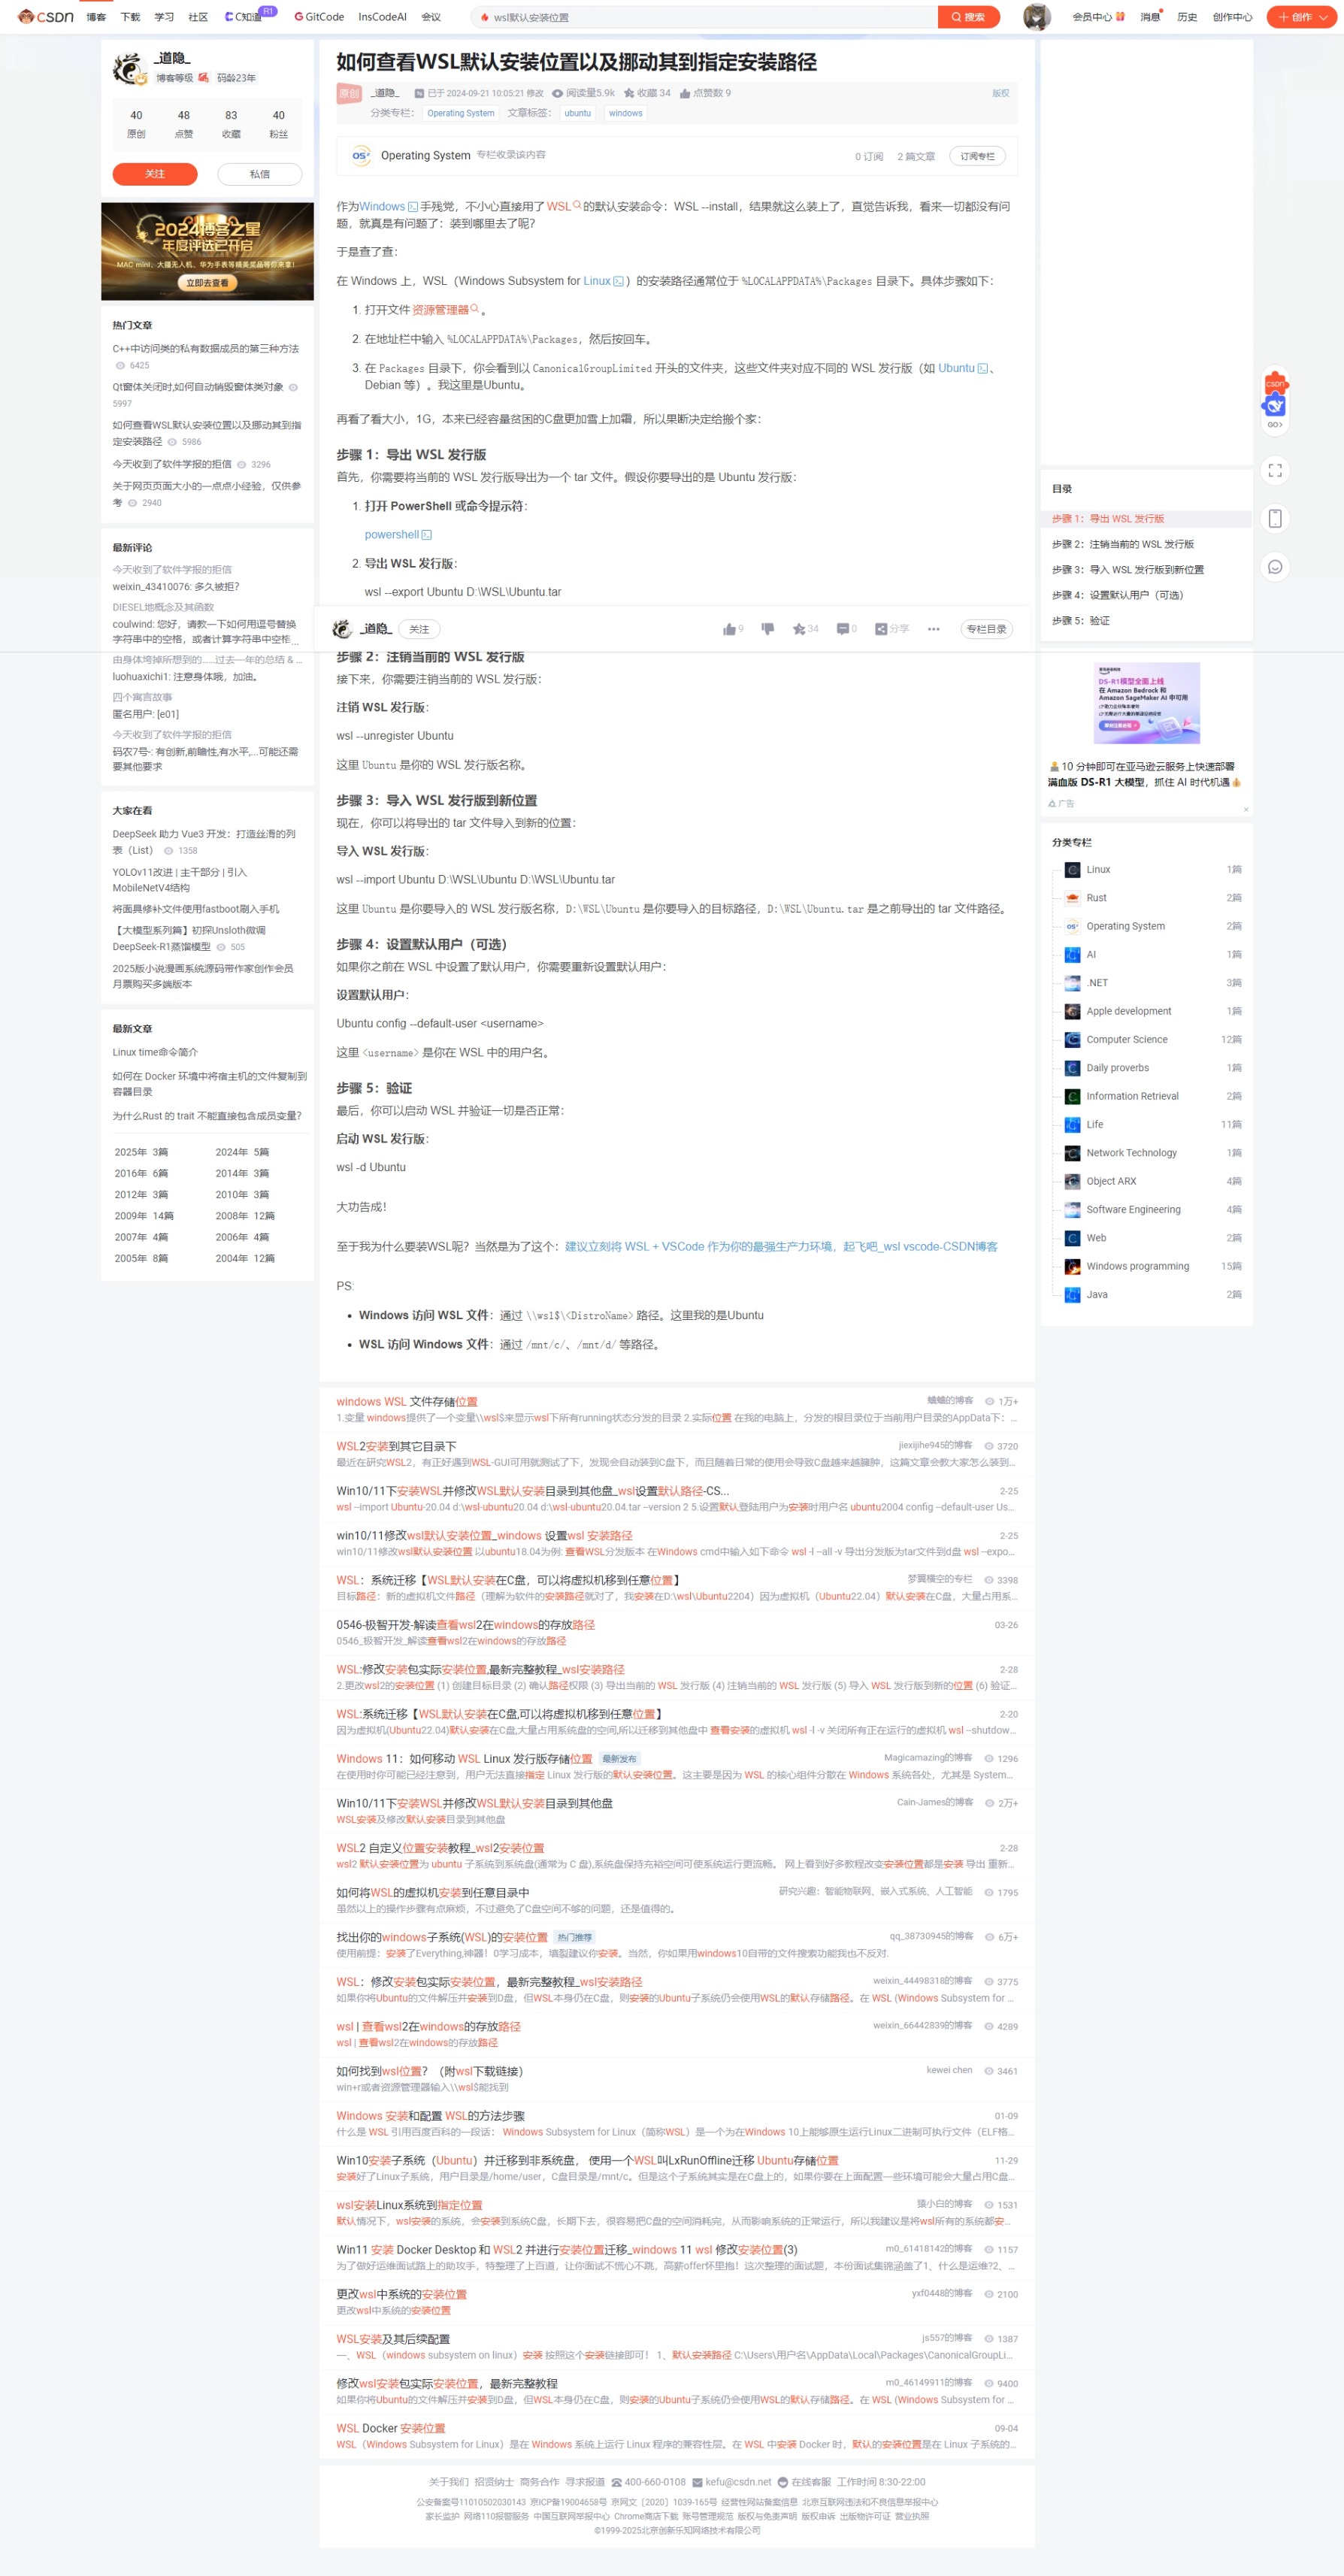 CSDN 博客 下载 学习 社区 C知道 R1 GitCode InsCodeAI 会议 wsl默认安装位置 搜索 会员中心 消息 历史 创作中心 创作
_道隐_
博客等级 码龄23年
40 48 83 40
原创 点赞 收藏 粉丝
关注 私信
2024博客之星
年度评选已开启
MAC mini、大疆无人机、华为手表等精美奖品等你来拿!
立即去查看
热门文章
C++中访问类的私有数据成员的第三种方法
6425
Qt窗体关闭时,如何自动销毁窗体类对象
5997
如何查看WSL默认安装位置以及挪动其到指
定安装路径 5986
今天收到了软件学报的拒信 3296
关于网页页面大小的一点点小经验,仅供参
考 2940
最新评论
今天收到了软件学报的拒信
weixin_43410076: 多久被拒?
DIESEL地概念及其函数
coulwind: 您好,请教一下如何用逗号替换
字符串中的空格,或者计算字符串中空格...
由身体垮掉所想到的......过去一年的总结 & ...
luohuaxichi1: 注意身体哦,加油。
四个寓言故事
匿名用户: [e01]
今天收到了软件学报的拒信
码农7号-: 有创新,前瞻性,有水平,...可能还需
要其他要求
大家在看
DeepSeek 助力 Vue3 开发:打造丝滑的列
表(List) 1358
YOLOv11改进 | 主干部分 | 引入
MobileNetV4结构
将面具修补文件使用fastboot刷入手机
【大模型系列篇】初探Unsloth微调
DeepSeek-R1蒸馏模型 505
2025版小说漫画系统源码带作家创作会员
月票购买多端版本
最新文章
Linux time命令简介
如何在 Docker 环境中将宿主机的文件复制到
容器目录
为什么Rust 的 trait 不能直接包含成员变量?
2025年 3篇 2024年 5篇
2016年 6篇 2014年 3篇
2012年 3篇 2010年 3篇
2009年 14篇 2008年 12篇
2007年 4篇 2006年 4篇
2005年 8篇 2004年 12篇
如何查看WSL默认安装位置以及挪动其到指定安装路径
原创 _道隐_ 已于 2024-09-21 10:05:21 修改 阅读量5.9k 收藏 34 点赞数 9 版权
分类专栏: Operating System 文章标签: ubuntu windows
OS Operating System 专栏收录该内容 0 订阅 2 篇文章 订阅专栏
作为Windows手残党,不小心直接用了 WSL的默认安装命令:WSL --install,结果就这么装上了,直觉告诉我,看来一切都没有问
题,就真是有问题了:装到哪里去了呢?
于是查了查:
在 Windows 上,WSL(Windows Subsystem for Linux)的安装路径通常位于 %LOCALAPPDATA%\Packages 目录下。具体步骤如下:
1. 打开文件 资源管理器。
2. 在地址栏中输入 %LOCALAPPDATA%\Packages,然后按回车。
3. 在 Packages 目录下,你会看到以 CanonicalGroupLimited 开头的文件夹,这些文件夹对应不同的 WSL 发行版(如 Ubuntu、
Debian 等)。我这里是Ubuntu。
再看了看大小,1G,本来已经容量贫困的C盘更加雪上加霜,所以果断决定给搬个家:
步骤 1:导出 WSL 发行版
首先,你需要将当前的 WSL 发行版导出为一个 tar 文件。假设你要导出的是 Ubuntu 发行版:
1. 打开 PowerShell 或命令提示符:
powershell
2. 导出 WSL 发行版:
wsl --export Ubuntu D:\WSL\Ubuntu.tar
_道隐_ 关注 9 34 0 分享 专栏目录
步骤 2:注销当前的 WSL 发行版
接下来,你需要注销当前的 WSL 发行版:
注销 WSL 发行版:
wsl --unregister Ubuntu
这里 Ubuntu 是你的 WSL 发行版名称。
步骤 3:导入 WSL 发行版到新位置
现在,你可以将导出的 tar 文件导入到新的位置:
导入 WSL 发行版:
wsl --import Ubuntu D:\WSL\Ubuntu D:\WSL\Ubuntu.tar
这里 Ubuntu 是你要导入的 WSL 发行版名称,D:\WSL\Ubuntu 是你要导入的目标路径,D:\WSL\Ubuntu.tar 是之前导出的 tar 文件路径。
步骤 4:设置默认用户(可选)
如果你之前在 WSL 中设置了默认用户,你需要重新设置默认用户:
设置默认用户:
Ubuntu config --default-user <username>
这里 <username> 是你在 WSL 中的用户名。
步骤 5:验证
最后,你可以启动 WSL 并验证一切是否正常:
启动 WSL 发行版:
wsl -d Ubuntu
大功告成!
至于我为什么要装WSL呢?当然是为了这个:建议立刻将 WSL + VSCode 作为你的最强生产力环境,起飞吧_wsl vscode-CSDN博客
PS:
• Windows 访问 WSL 文件:通过 \\wsl$\<DistroName> 路径。这里我的是Ubuntu
• WSL 访问 Windows 文件:通过 /mnt/c/、/mnt/d/ 等路径。
windows WSL 文件存储位置 蛐蛐的博客 1万+
1.变量 windows提供了一个变量\\wsl$来显示wsl下所有running状态分发的目录 2.实际位置 在我的电脑上,分发的根目录位于当前用户目录的AppData下: ...
WSL2安装到其它目录下 jiexijihe945的博客 3720
最近在研究WSL2,有正好遇到WSL-GUI可用就测试了下,发现会自动装到C盘下,而且随着日常的使用会导致C盘越来越臃肿,这篇文章会教大家怎么装到...
Win10/11下安装WSL并修改WSL默认安装目录到其他盘_wsl设置默认路径-CS... 2-25
wsl --import Ubuntu-20.04 d:\wsl-ubuntu20.04 d:\wsl-ubuntu20.04.tar --version 2 5.设置默认登陆用户为安装时用户名 ubuntu2004 config --default-user Us...
win10/11修改wsl默认安装位置_windows 设置wsl 安装路径 2-25
win10/11修改wsl默认安装位置 以ubuntu18.04为例: 查看WSL分发版本 在Windows cmd中输入如下命令 wsl -l --all -v 导出分发版为tar文件到d盘 wsl --expo...
WSL:系统迁移【WSL默认安装在C盘,可以将虚拟机移到任意位置】 梦翼横空的专栏 3398
目标路径:新的虚拟机文件路径(理解为软件的安装路径就对了,我安装在D:\wsl\Ubuntu2204)因为虚拟机(Ubuntu22.04)默认安装在C盘,大量占用系...
0546-极智开发-解读查看wsl2在windows的存放路径 03-26
0546_极智开发_解读查看wsl2在windows的存放路径
WSL:修改安装包实际安装位置,最新完整教程_wsl安装路径 2-28
2.更改wsl2的安装位置 (1) 创建目标目录 (2) 确认路径权限 (3) 导出当前的 WSL 发行版 (4) 注销当前的 WSL 发行版 (5) 导入 WSL 发行版到新的位置 (6) 验证...
WSL:系统迁移【WSL默认安装在C盘,可以将虚拟机移到任意位置】 2-20
因为虚拟机(Ubuntu22.04)默认安装在C盘,大量占用系统盘的空间,所以迁移到其他盘中 查看安装的虚拟机 wsl -l -v 关闭所有正在运行的虚拟机 wsl --shutdow...
Windows 11:如何移动 WSL Linux 发行版存储位置 最新发布 Magicamazing的博客 1296
在使用时你可能已经注意到,用户无法直接指定 Linux 发行版的默认安装位置。这主要是因为 WSL 的核心组件分散在 Windows 系统各处,尤其是 System...
Win10/11下安装WSL并修改WSL默认安装目录到其他盘 Cain-James的博客 2万+
WSL安装及修改默认安装目录到其他盘
WSL2 自定义位置安装教程_wsl2安装位置 2-28
wsl2 默认安装位置为 ubuntu 子系统到系统盘(通常为 C 盘),系统盘保持充裕空间可使系统运行更流畅。 网上看到好多教程改变安装位置都是安装 导出 重新...
如何将WSL的虚拟机安装到任意目录中 研究兴趣:智能物联网、嵌入式系统、人工智能 1795
虽然以上的操作步骤有点麻烦,不过避免了C盘空间不够的问题,还是值得的。
找出你的windows子系统(WSL)的安装位置 热门推荐 qq_38730945的博客 6万+
使用前提:安装了Everything,神器!0学习成本,墙裂建议你安装。当然,你如果用windows10自带的文件搜索功能我也不反对.
WSL:修改安装包实际安装位置,最新完整教程_wsl安装路径 weixin_44498318的博客 3775
如果你将Ubuntu的文件解压并安装到D盘,但WSL本身仍在C盘,则安装的Ubuntu子系统仍会使用WSL的默认存储路径。在 WSL (Windows Subsystem for ...
wsl | 查看wsl2在windows的存放路径 weixin_66442839的博客 4289
wsl | 查看wsl2在windows的存放路径
如何找到wsl位置?(附wsl下载链接) kewei chen 3461
win+r或者资源管理器输入\\wsl$能找到
Windows 安装和配置 WSL的方法步骤 01-09
什么是 WSL 引用百度百科的一段话: Windows Subsystem for Linux(简称WSL)是一个为在Windows 10上能够原生运行Linux二进制可执行文件(ELF格...
Win10安装子系统(Ubuntu)并迁移到非系统盘, 使用一个WSL叫LxRunOffline迁移 Ubuntu存储位置 11-29
安装好了Linux子系统,用户目录是/home/user,C盘目录是/mnt/c。但是这个子系统其实是在C盘上的,如果你要在上面配置一些环境可能会大量占用C盘...
wsl安装Linux系统到指定位置 猿小白的博客 1531
默认情况下,wsl安装的系统,会安装到系统C盘,长期下去,很容易把C盘的空间消耗完,从而影响系统的正常运行,所以我建议是将wsl所有的系统都安...
Win11 安装 Docker Desktop 和 WSL2 并进行安装位置迁移_windows 11 wsl 修改安装位置(3) m0_61418142的博客 1157
为了做好运维面试路上的助攻手,特整理了上百道,让你面试不慌心不跳,高薪offer怀里抱!这次整理的面试题,本份面试集锦涵盖了1、什么是运维?2、...
更改wsl中系统的安装位置 yxf0448的博客 2100
更改wsl中系统的安装位置
WSL安装及其后续配置 js557的博客 1387
一、WSL(windows subsystem on linux)安装 按照这个安装链接即可! 1、默认安装路径 C:\Users\用户名\AppData\Local\Packages\CanonicalGroupLi...
修改wsl安装包实际安装位置,最新完整教程 m0_46149911的博客 9400
如果你将Ubuntu的文件解压并安装到D盘,但WSL本身仍在C盘,则安装的Ubuntu子系统仍会使用WSL的默认存储路径。在 WSL (Windows Subsystem for ...
WSL Docker 安装位置 09-04
WSL(Windows Subsystem for Linux)是在 Windows 系统上运行 Linux 程序的兼容性层。在 WSL 中安装 Docker 时,默认的安装位置是在 Linux 子系统的...
关于我们 招贤纳士 商务合作 寻求报道 400-660-0108 kefu@csdn.net 在线客服 工作时间 8:30-22:00
公安备案号11010502030143 京ICP备19004658号 京网文〔2020〕1039-165号 经营性网站备案信息 北京互联网违法和不良信息举报中心
家长监护 网络110报警服务 中国互联网举报中心 Chrome商店下载 账号管理规范 版权与免责声明 版权申诉 出版物许可证 营业执照
©1999-2025北京创新乐知网络技术有限公司
目录
步骤 1:导出 WSL 发行版
步骤 2:注销当前的 WSL 发行版
步骤 3:导入 WSL 发行版到新位置
步骤 4:设置默认用户(可选)
步骤 5:验证
CSDN
GO>
DS-R1模型全面上线
在 Amazon Bedrock 和
Amazon SageMaker AI 中可用
10 分钟即可在亚马逊云服务上快速部署
满血版 DS-R1 大模型,抓住 AI 时代机遇
广告
分类专栏
Linux 1篇
Rust 2篇
Operating System 2篇
AI 1篇
.NET 3篇
Apple development 1篇
Computer Science 12篇
Daily proverbs 1篇
Information Retrieval 2篇
Life 11篇
Network Technology 1篇
Object ARX 4篇
Software Engineering 4篇
Web 2篇
Windows programming 15篇
Java 2篇